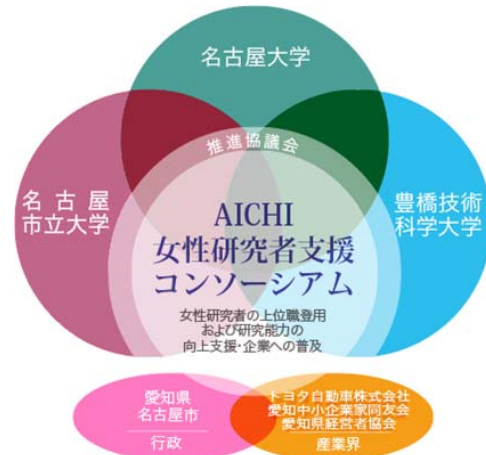 名古屋大学
推進協議会
名古屋
市立大学
豊橋技術
科学大学
AICHI
女性研究者支援
コンソーシアム
女性研究者の上位職登用
および研究能力の
向上支援・企業への普及
愛知県
名古屋市
行政
トヨタ自動車株式会社
愛知中小企業家同友会
愛知県経営者協会
産業界